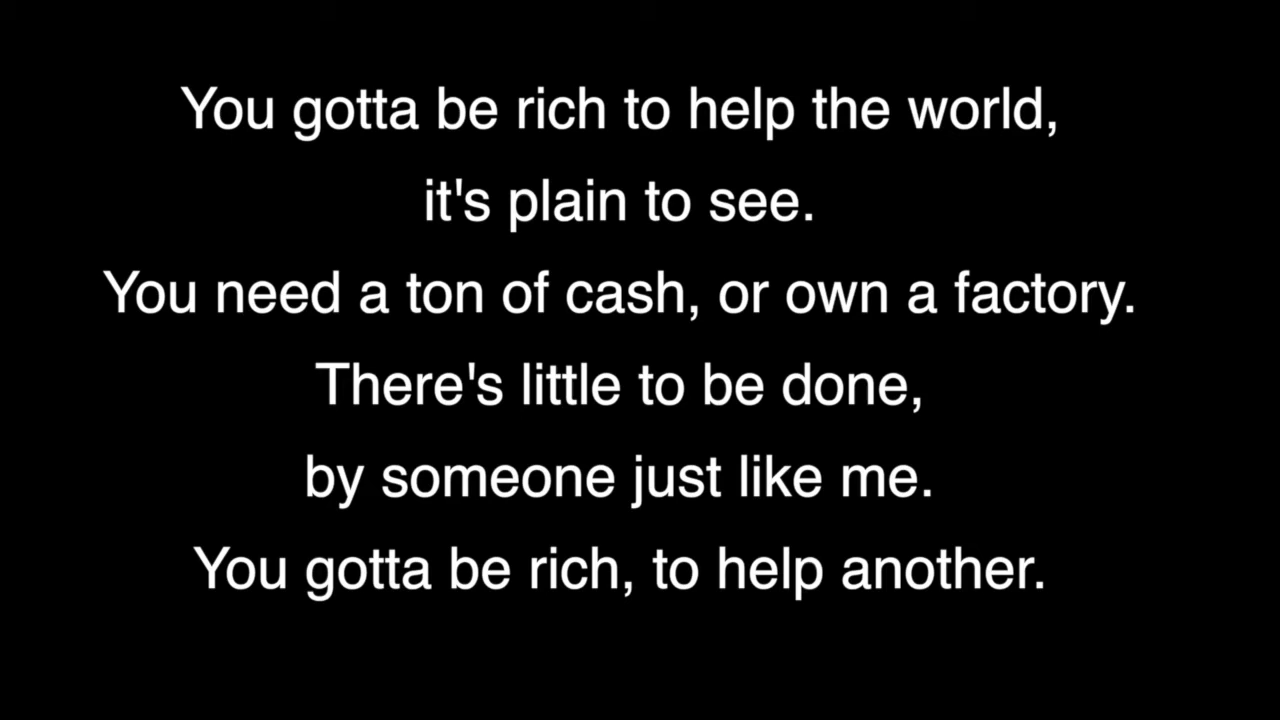 You gotta be rich to help the world,
it's plain to see.
You need a ton of cash, or own a factory.
There's little to be done,
by someone just like me.
You gotta be rich, to help another.